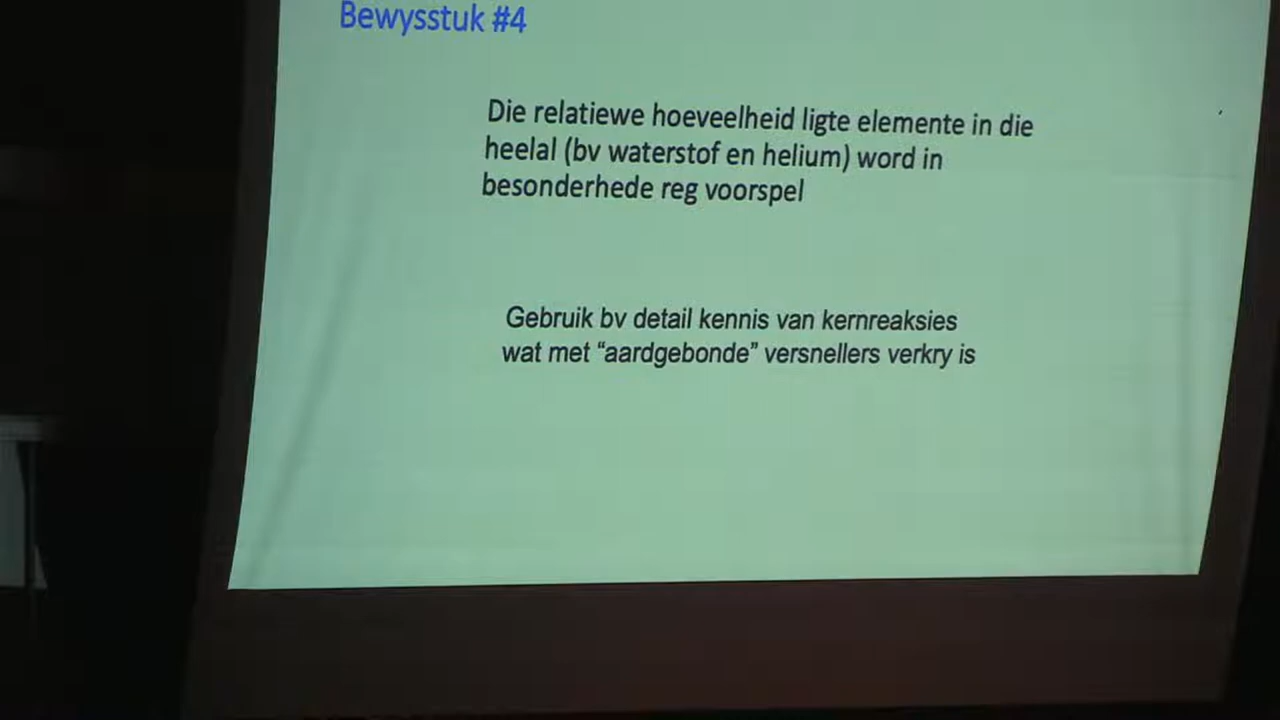 Bewysstuk #4
Die relatiewe hoeveelheid ligte elemente in die
heelal (bv waterstof en helium) word in
besonderhede reg voorspel
Gebruik bv detail kennis van kernreaksies
wat met “aardgebonde” versnellers verkry is